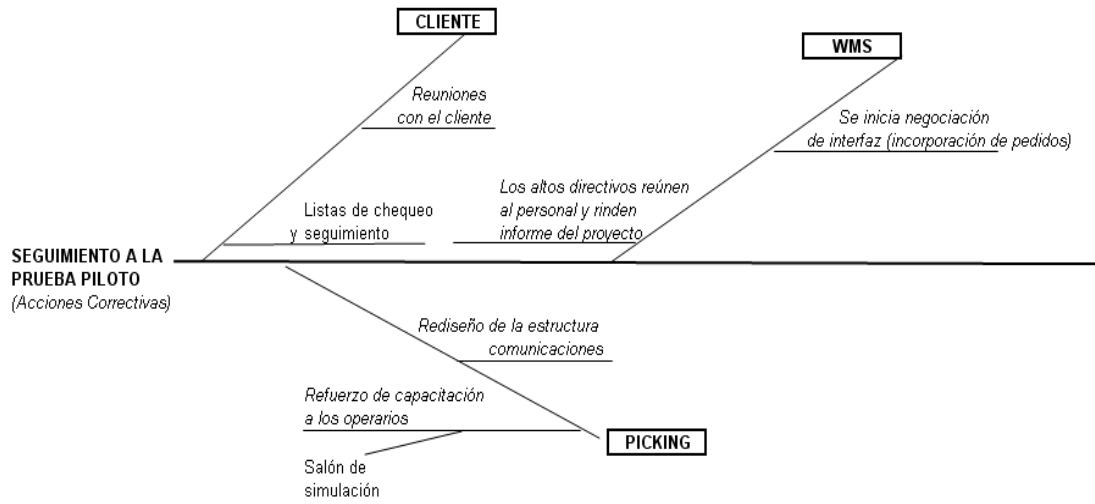 CLIENTE
WMS
Reuniones
con el cliente
Se inicia negociación
de interfaz (incorporación de pedidos)
Los altos directivos reúnen
al personal y rinden
informe del proyecto
Listas de chequeo
y seguimiento
SEGUIMIENTO A LA
PRUEBA PILOTO
(Acciones Correctivas)
Rediseño de la estructura
comunicaciones
Refuerzo de capacitación
a los operarios
PICKING
Salón de
simulación